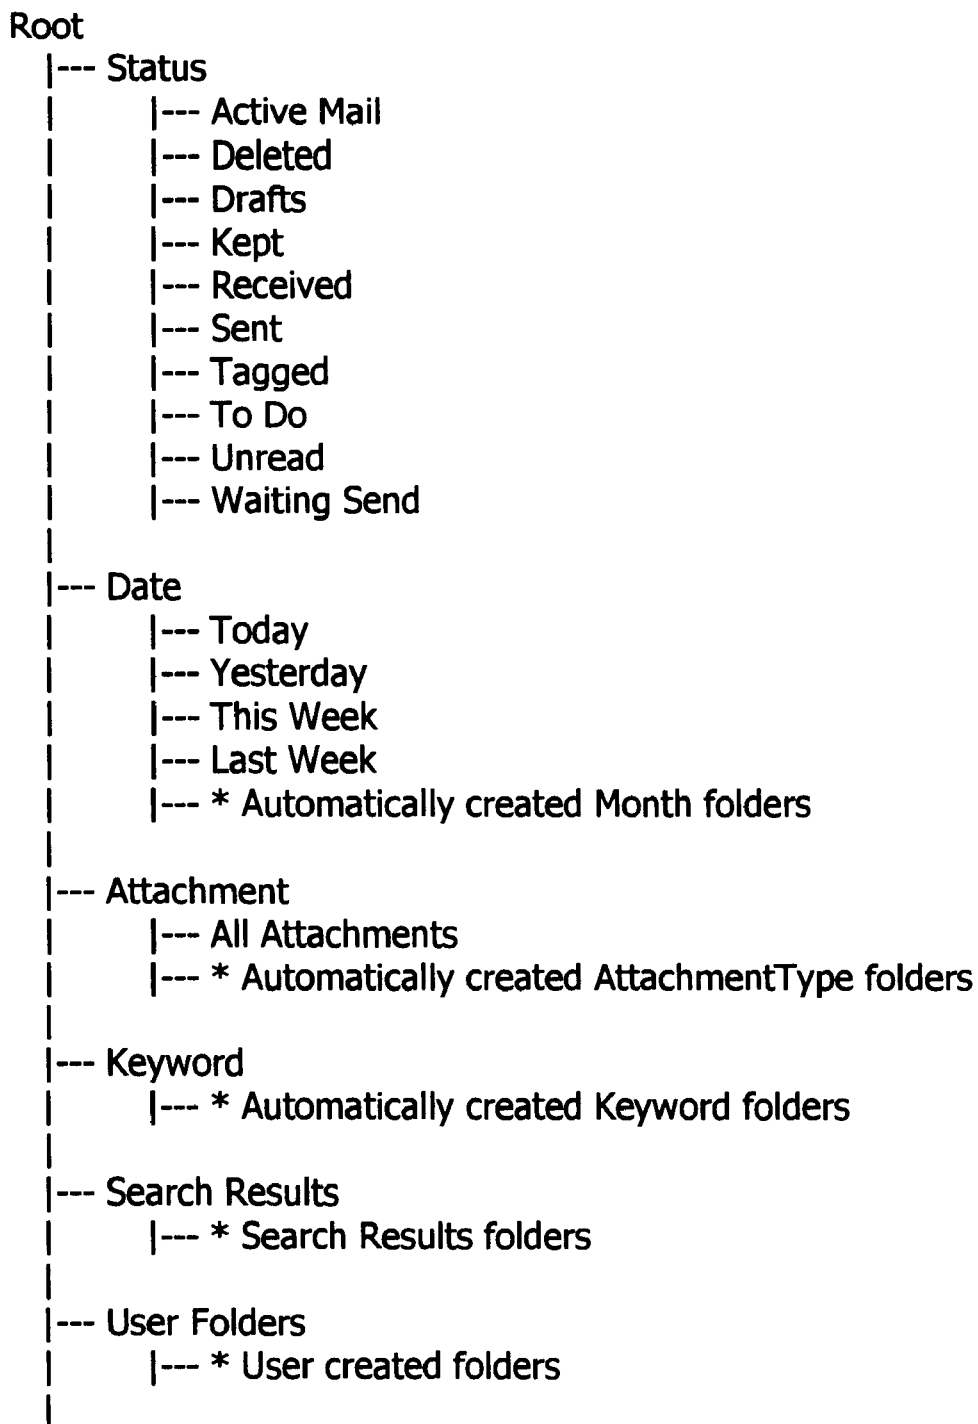 Root
|--- Status
|    |--- Active Mail
|    |--- Deleted
|    |--- Drafts
|    |--- Kept
|    |--- Received
|    |--- Sent
|    |--- Tagged
|    |--- To Do
|    |--- Unread
|    |--- Waiting Send
|
|--- Date
|    |--- Today
|    |--- Yesterday
|    |--- This Week
|    |--- Last Week
|    |--- * Automatically created Month folders
|
|--- Attachment
|    |--- All Attachments
|    |--- * Automatically created AttachmentType folders
|
|--- Keyword
|    |--- * Automatically created Keyword folders
|
|--- Search Results
|    |--- * Search Results folders
|
|--- User Folders
|    |--- * User created folders
|